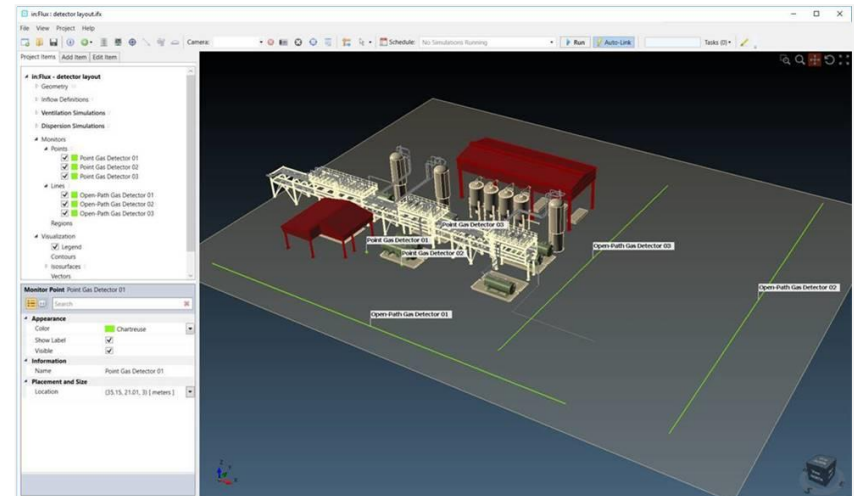 in:Flux : detector layout.ifx
File View Project Help
Camera: Schedule: No Simulations Running Run Auto-Link Tasks (0)
Project Items Add Item Edit Item
in:Flux - detector layout
Geometry
Inflow Definitions
Ventilation Simulations
Dispersion Simulations
Monitors
Points
Point Gas Detector 01
Point Gas Detector 02
Point Gas Detector 03
Lines
Open-Path Gas Detector 01
Open-Path Gas Detector 02
Open-Path Gas Detector 03
Regions
Visualization
Legend
Contours
Isosurfaces
Vectors
Monitor Point Point Gas Detector 01
Search
Appearance
Color Chartreuse
Show Label
Visible
Information
Name Point Gas Detector 01
Placement and Size
Location (35.15, 21.01, 3) [ meters ]
Point Gas Detector 03
Point Gas Detector 01
Point Gas Detector 02
Open-Path Gas Detector 03
Open-Path Gas Detector 02
Open-Path Gas Detector 01